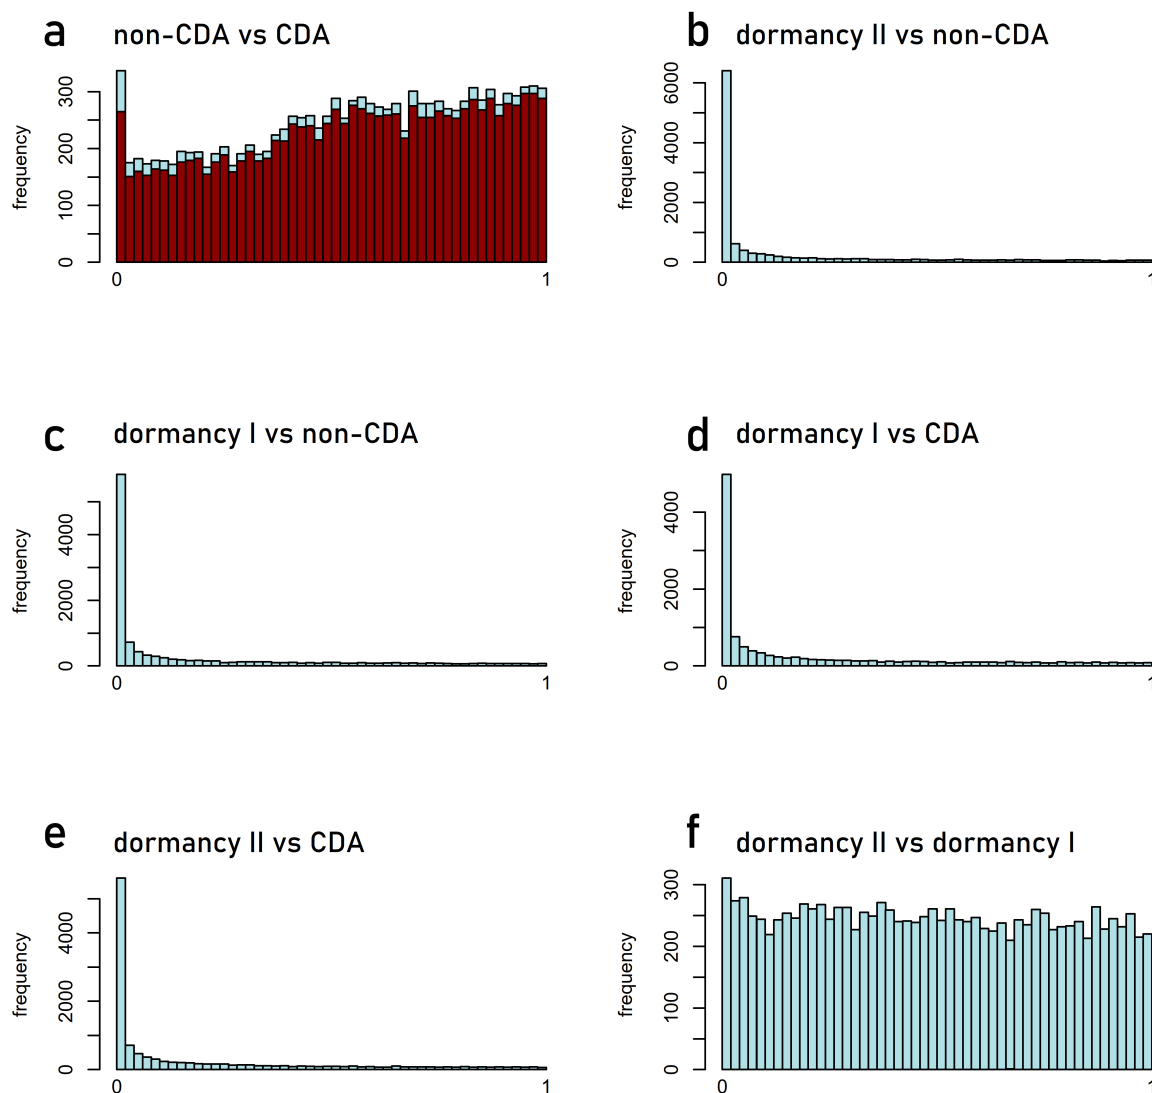 a non-CDA vs CDA
frequency
0 100 200 300
0 1
b dormancy II vs non-CDA
frequency
0 2000 4000 6000
0 1
c dormancy I vs non-CDA
frequency
0 2000 4000
0 1
d dormancy I vs CDA
frequency
0 2000 4000
0 1
e dormancy II vs CDA
frequency
0 2000 4000
0 1
f dormancy II vs dormancy I
frequency
0 100 200 300
0 1